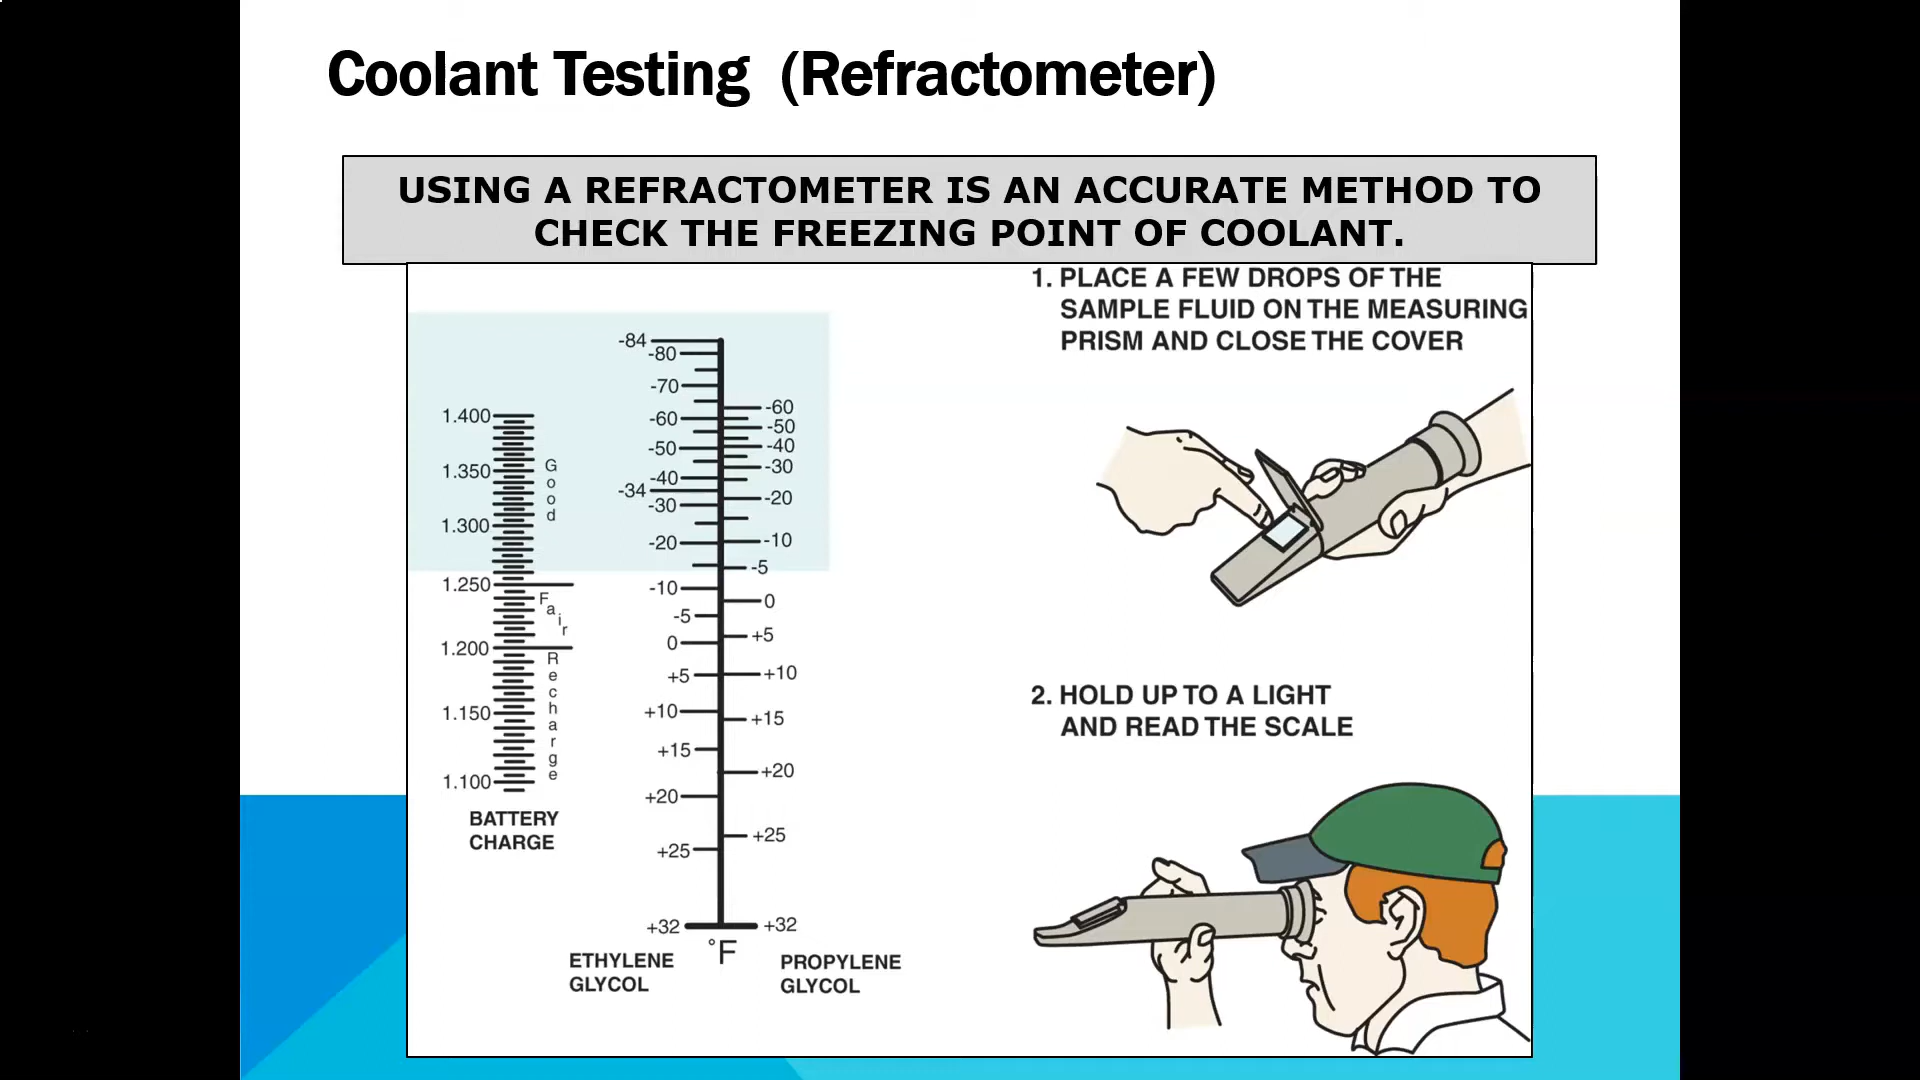 Coolant Testing (Refractometer)
USING A REFRACTOMETER IS AN ACCURATE METHOD TO
CHECK THE FREEZING POINT OF COOLANT.
1.400
1.350
1.300
1.250
1.200
1.150
1.100
Good
Fair
Recharge
BATTERY
CHARGE
-84
-80
-70
-60
-50
-40
-34
-30
-20
-10
-5
0
+5
+10
+15
+20
+25
+32
-60
-50
-40
-30
-20
-10
-5
0
+5
+10
+15
+20
+25
+32
°F
ETHYLENE
GLYCOL
PROPYLENE
GLYCOL
1. PLACE A FEW DROPS OF THE
SAMPLE FLUID ON THE MEASURING
PRISM AND CLOSE THE COVER
2. HOLD UP TO A LIGHT
AND READ THE SCALE